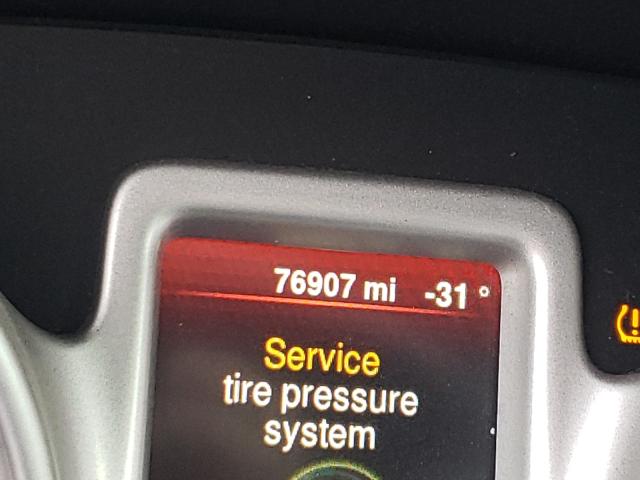 76907 mi -31 °
Service
tire pressure
system